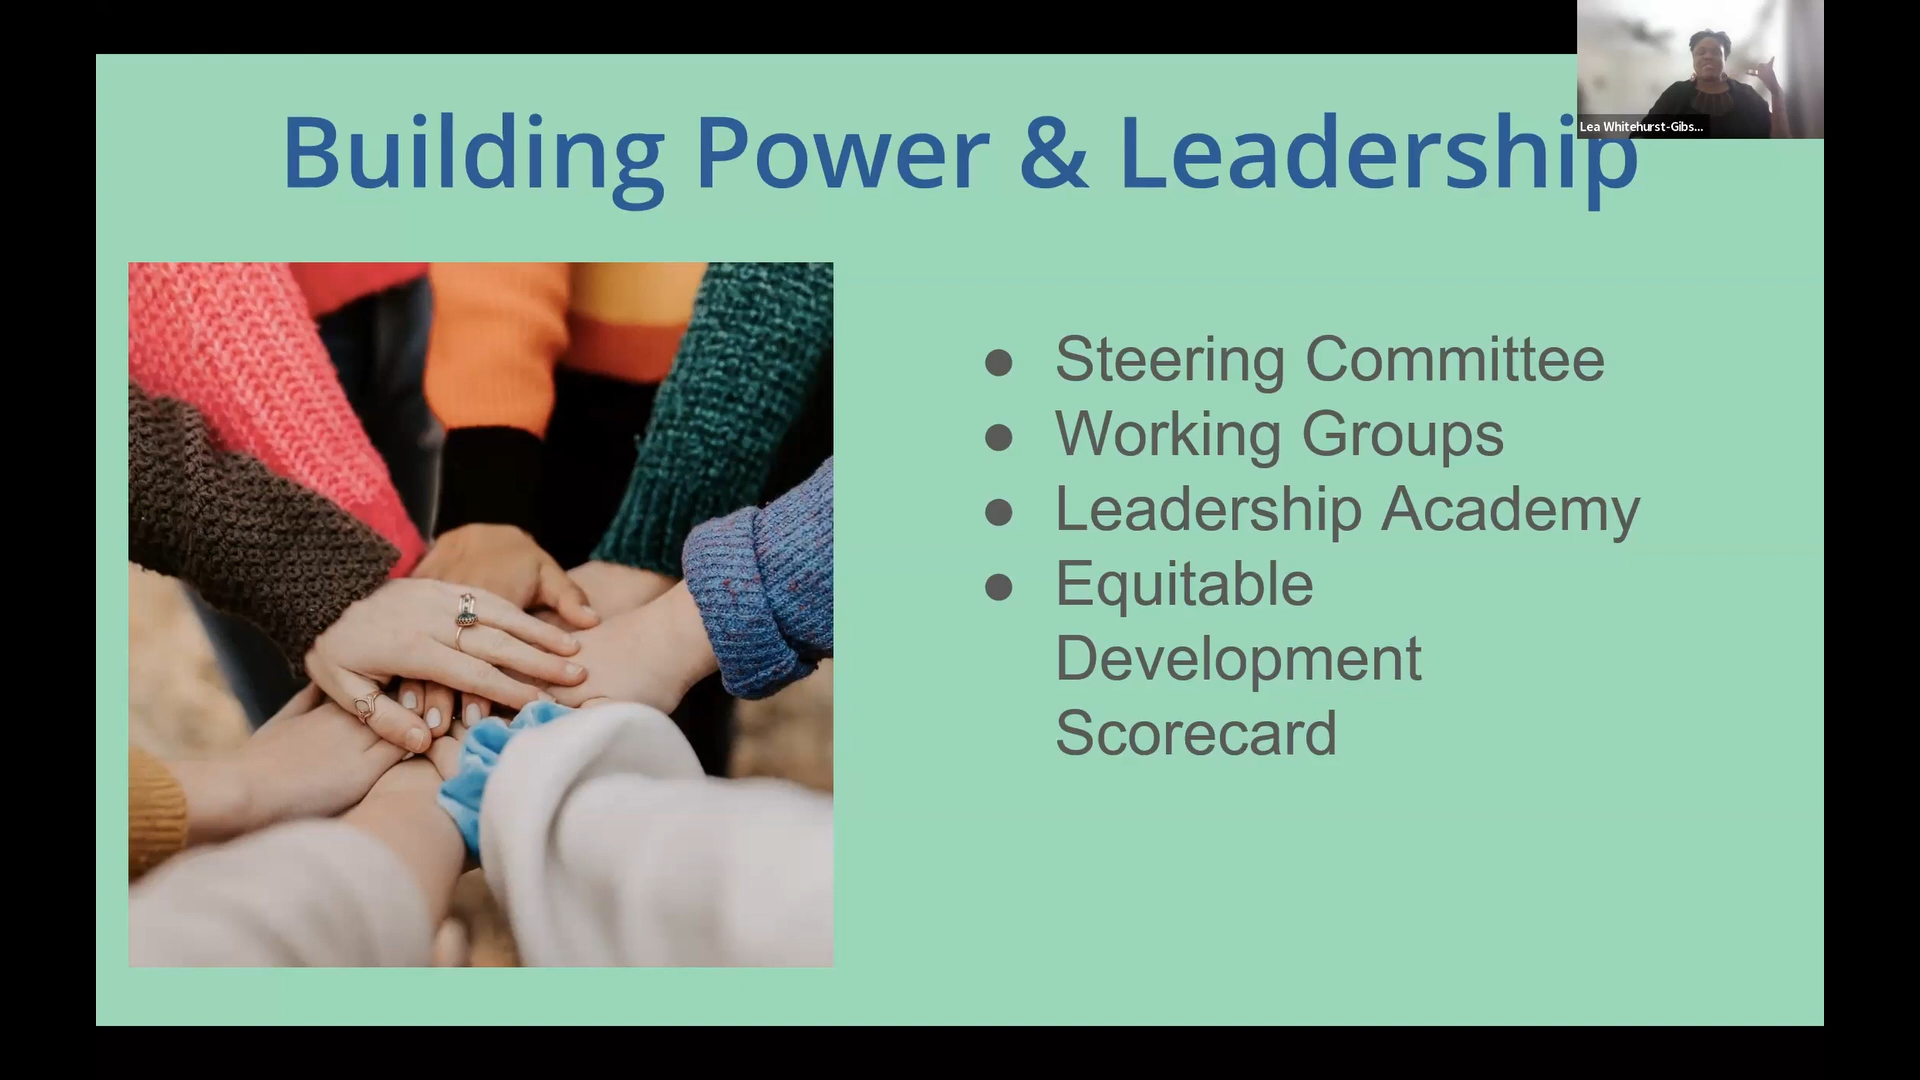 Lea Whitehurst-Gibs...
Building Power & Leadership
● Steering Committee
● Working Groups
● Leadership Academy
● Equitable
Development
Scorecard